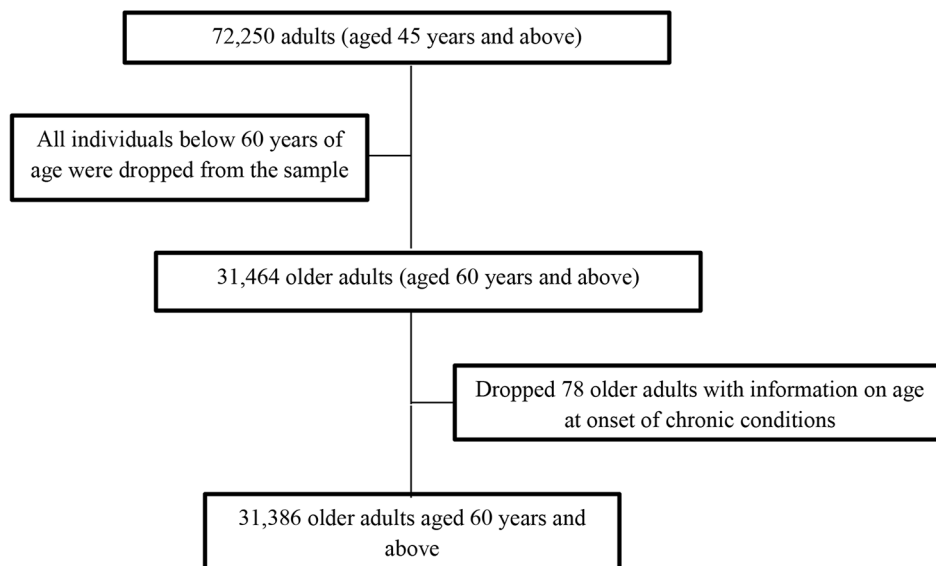 72,250 adults (aged 45 years and above)
All individuals below 60 years of
age were dropped from the sample
31,464 older adults (aged 60 years and above)
Dropped 78 older adults with information on age
at onset of chronic conditions
31,386 older adults aged 60 years and
above